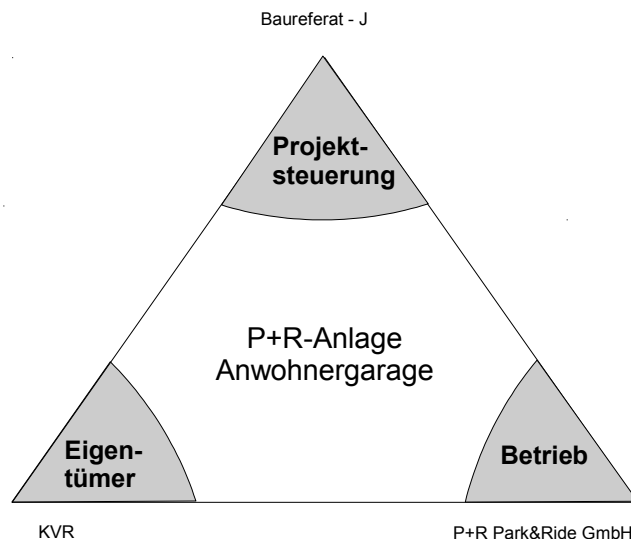 Baureferat - J
Projekt-
steuerung
P+R-Anlage
Anwohnergarage
Eigen-
tümer
Betrieb
KVR
P+R Park&Ride GmbH